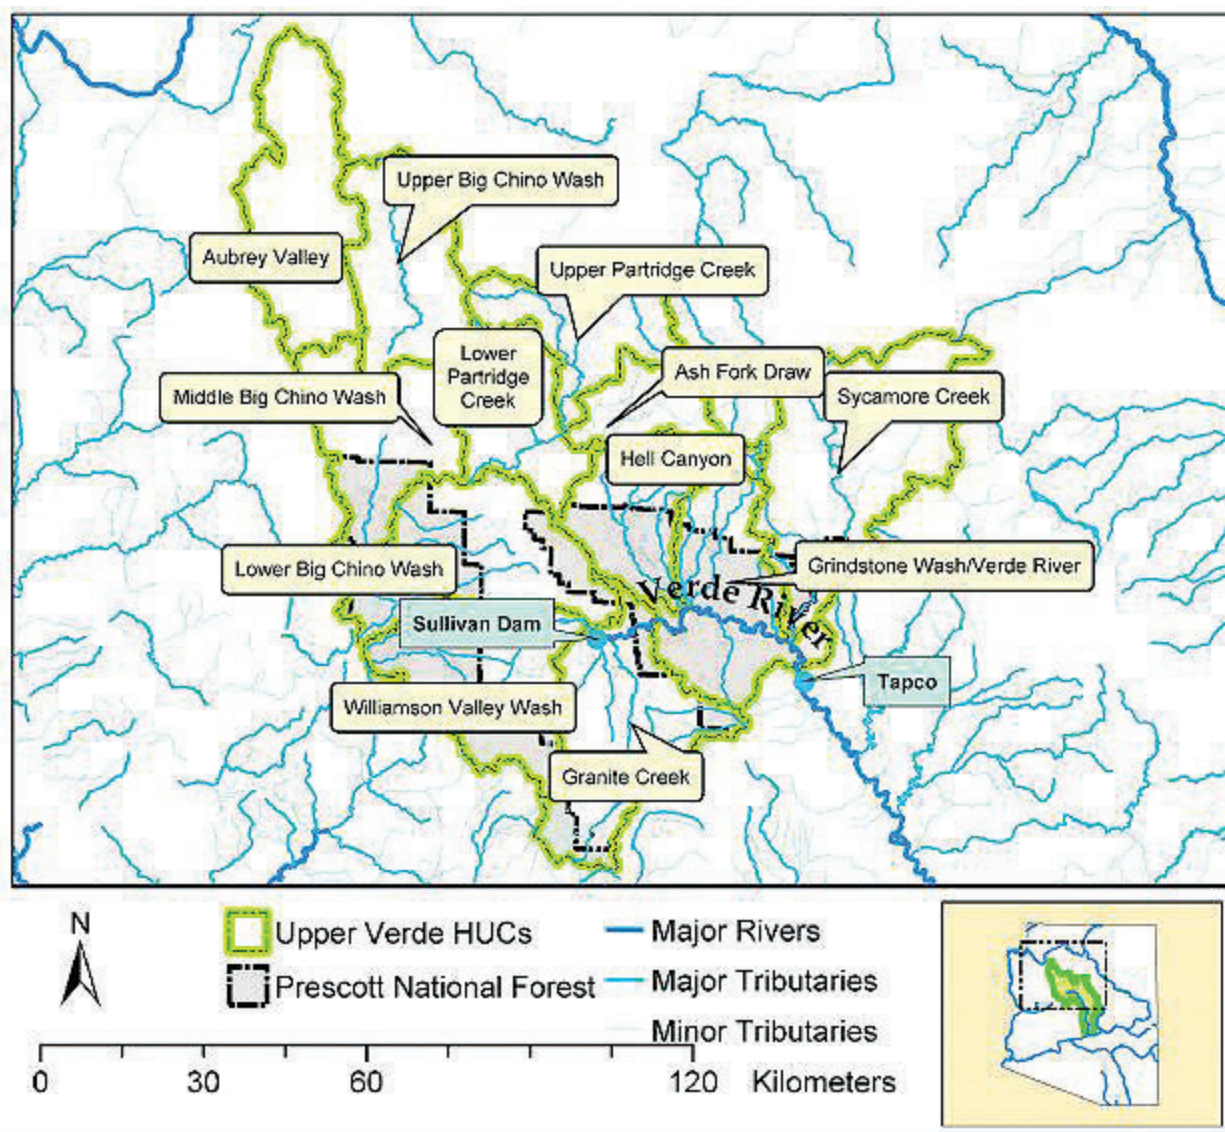 Upper Big Chino Wash
Aubrey Valley
Upper Partridge Creek
Lower
Partridge
Creek
Ash Fork Draw
Middle Big Chino Wash
Sycamore Creek
Hell Canyon
Lower Big Chino Wash
Grindstone Wash/Verde River
Verde River
Sullivan Dam
Tapco
Williamson Valley Wash
Granite Creek
N
Upper Verde HUCs
Prescott National Forest
Major Rivers
Major Tributaries
Minor Tributaries
0 30 60 120 Kilometers